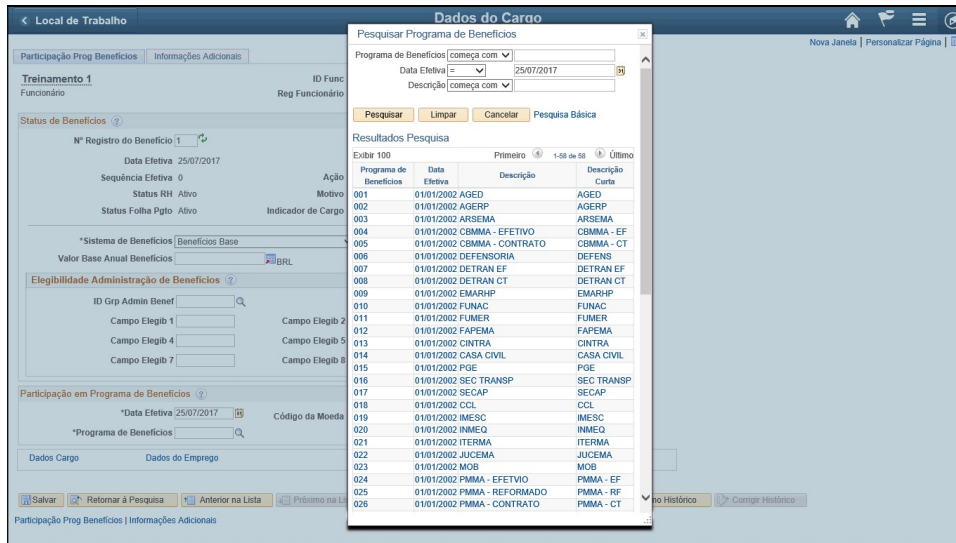 Local de Trabalho
Dados do Cargo
Nova Janela | Personalizar Página |
Participação Prog Benefícios
Informações Adicionais
Treinamento 1
ID Func
Funcionário
Reg Funcionário
Status de Benefícios
Nº Registro do Benefício 1
Data Efetiva 25/07/2017
Sequência Efetiva 0
Ação
Status RH Ativo
Motivo
Status Folha Pgto Ativo
Indicador de Cargo
*Sistema de Benefícios Benefícios Base
Valor Base Anual Benefícios BRL
Elegibilidade Administração de Benefícios
ID Grp Admin Benef
Campo Elegib 1
Campo Elegib 2
Campo Elegib 4
Campo Elegib 5
Campo Elegib 7
Campo Elegib 8
Participação em Programa de Benefícios
*Data Efetiva 25/07/2017
Código da Moeda
*Programa de Benefícios
Dados Cargo
Dados do Emprego
Salvar
Retornar à Pesquisa
Anterior na Lista
Próximo na Li
no Histórico
Corrigir Histórico
Participação Prog Benefícios | Informações Adicionais
Pesquisar Programa de Benefícios
Programa de Benefícios começa com
Data Efetiva = 25/07/2017
Descrição começa com
Pesquisar
Limpar
Cancelar
Pesquisa Básica
Resultados Pesquisa
Exibir 100
Primeiro 1-58 de 58 Último
Programa de Benefícios
Data Efetiva
Descrição
Descrição Curta
001 01/01/2002 AGED AGED
002 01/01/2002 AGERP AGERP
003 01/01/2002 ARSEMA ARSEMA
004 01/01/2002 CBMMA - EFETIVO CBMMA - EF
005 01/01/2002 CBMMA - CONTRATO CBMMA - CT
006 01/01/2002 DEFENSORIA DEFENS
007 01/01/2002 DETRAN EF DETRAN EF
008 01/01/2002 DETRAN CT DETRAN CT
009 01/01/2002 EMARHP EMARHP
010 01/01/2002 FUNAC FUNAC
011 01/01/2002 FUMER FUMER
012 01/01/2002 FAPEMA FAPEMA
013 01/01/2002 CINTRA CINTRA
014 01/01/2002 CASA CIVIL CASA CIVIL
015 01/01/2002 PGE PGE
016 01/01/2002 SEC TRANSP SEC TRANSP
017 01/01/2002 SECAP SECAP
018 01/01/2002 CCL CCL
019 01/01/2002 IMESC IMESC
020 01/01/2002 INMEQ INMEQ
021 01/01/2002 ITERMA ITERMA
022 01/01/2002 JUCEMA JUCEMA
023 01/01/2002 MOB MOB
024 01/01/2002 PMMA - EFETVIO PMMA - EF
025 01/01/2002 PMMA - REFORMADO PMMA - RF
026 01/01/2002 PMMA - CONTRATO PMMA - CT